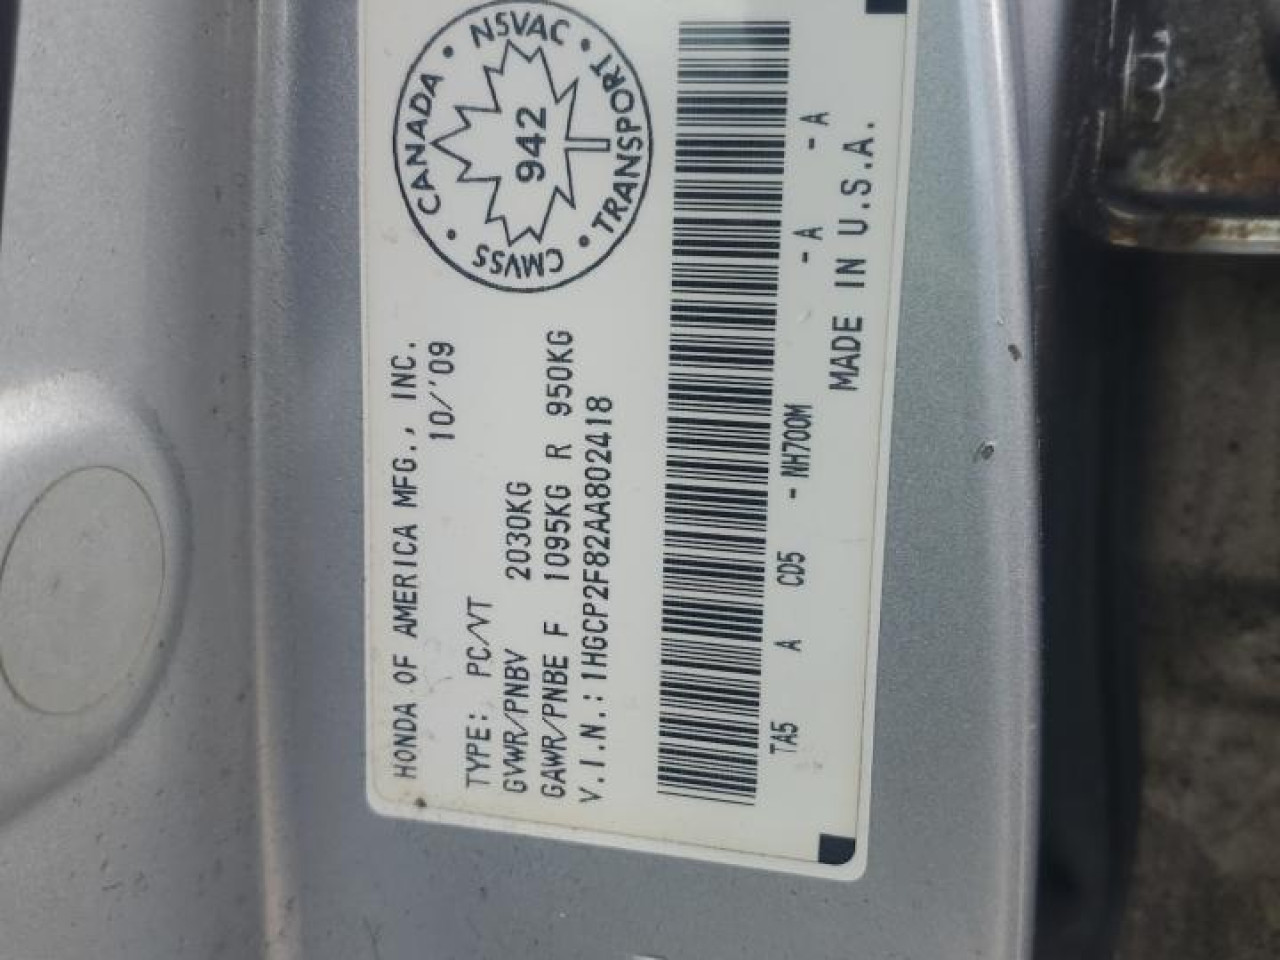 HONDA OF AMERICA MFG., INC.
10/'09
TYPE: PC/VT
GVWR/PNBV 2030KG
GAWR/PNBE F 1095KG R 950KG
V.I.N.: 1HGCP2F82AA802418
TA5 A CD5 - NH700M - A - A
MADE IN U.S.A.
CANADA • NSVAC • TRANSPORT • CMVSS •
942